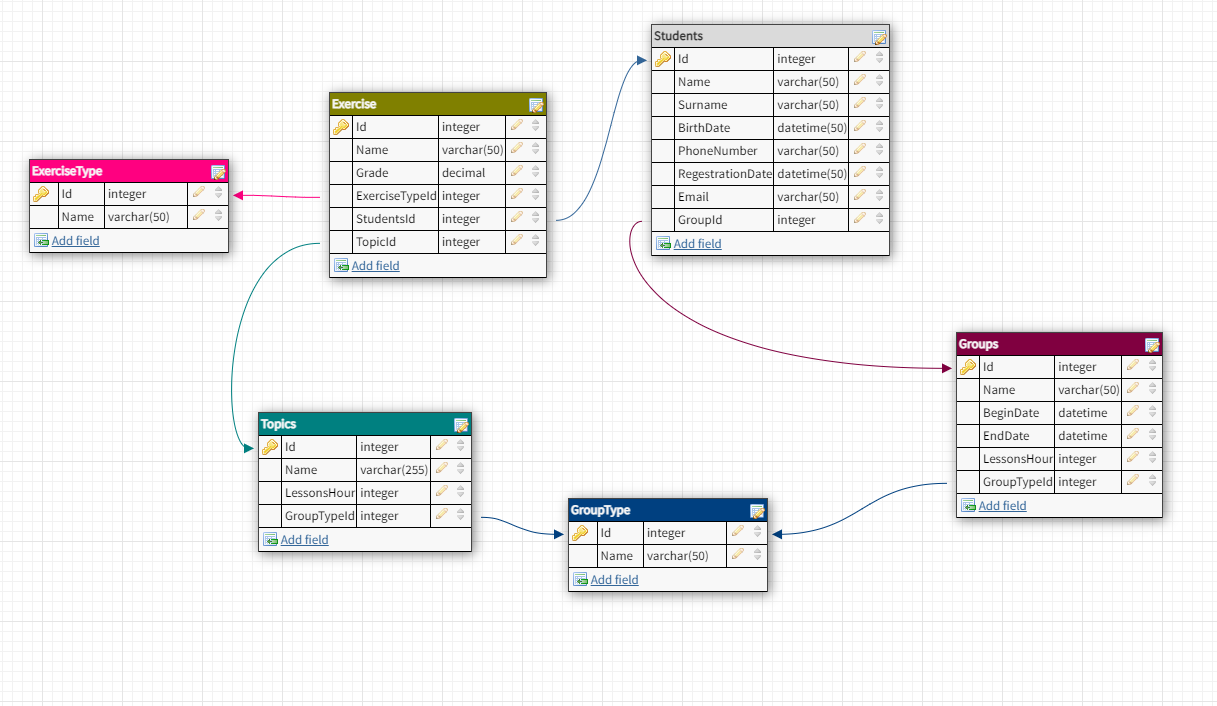 Students
Id integer
Name varchar(50)
Surname varchar(50)
BirthDate datetime(50)
PhoneNumber varchar(50)
RegestrationDate datetime(50)
Email varchar(50)
GroupId integer
Add field
Exercise
Id integer
Name varchar(50)
Grade decimal
ExerciseTypeId integer
StudentsId integer
TopicId integer
Add field
ExerciseType
Id integer
Name varchar(50)
Add field
Groups
Id integer
Name varchar(50)
BeginDate datetime
EndDate datetime
LessonsHour integer
GroupTypeId integer
Add field
Topics
Id integer
Name varchar(255)
LessonsHour integer
GroupTypeId integer
Add field
GroupType
Id integer
Name varchar(50)
Add field